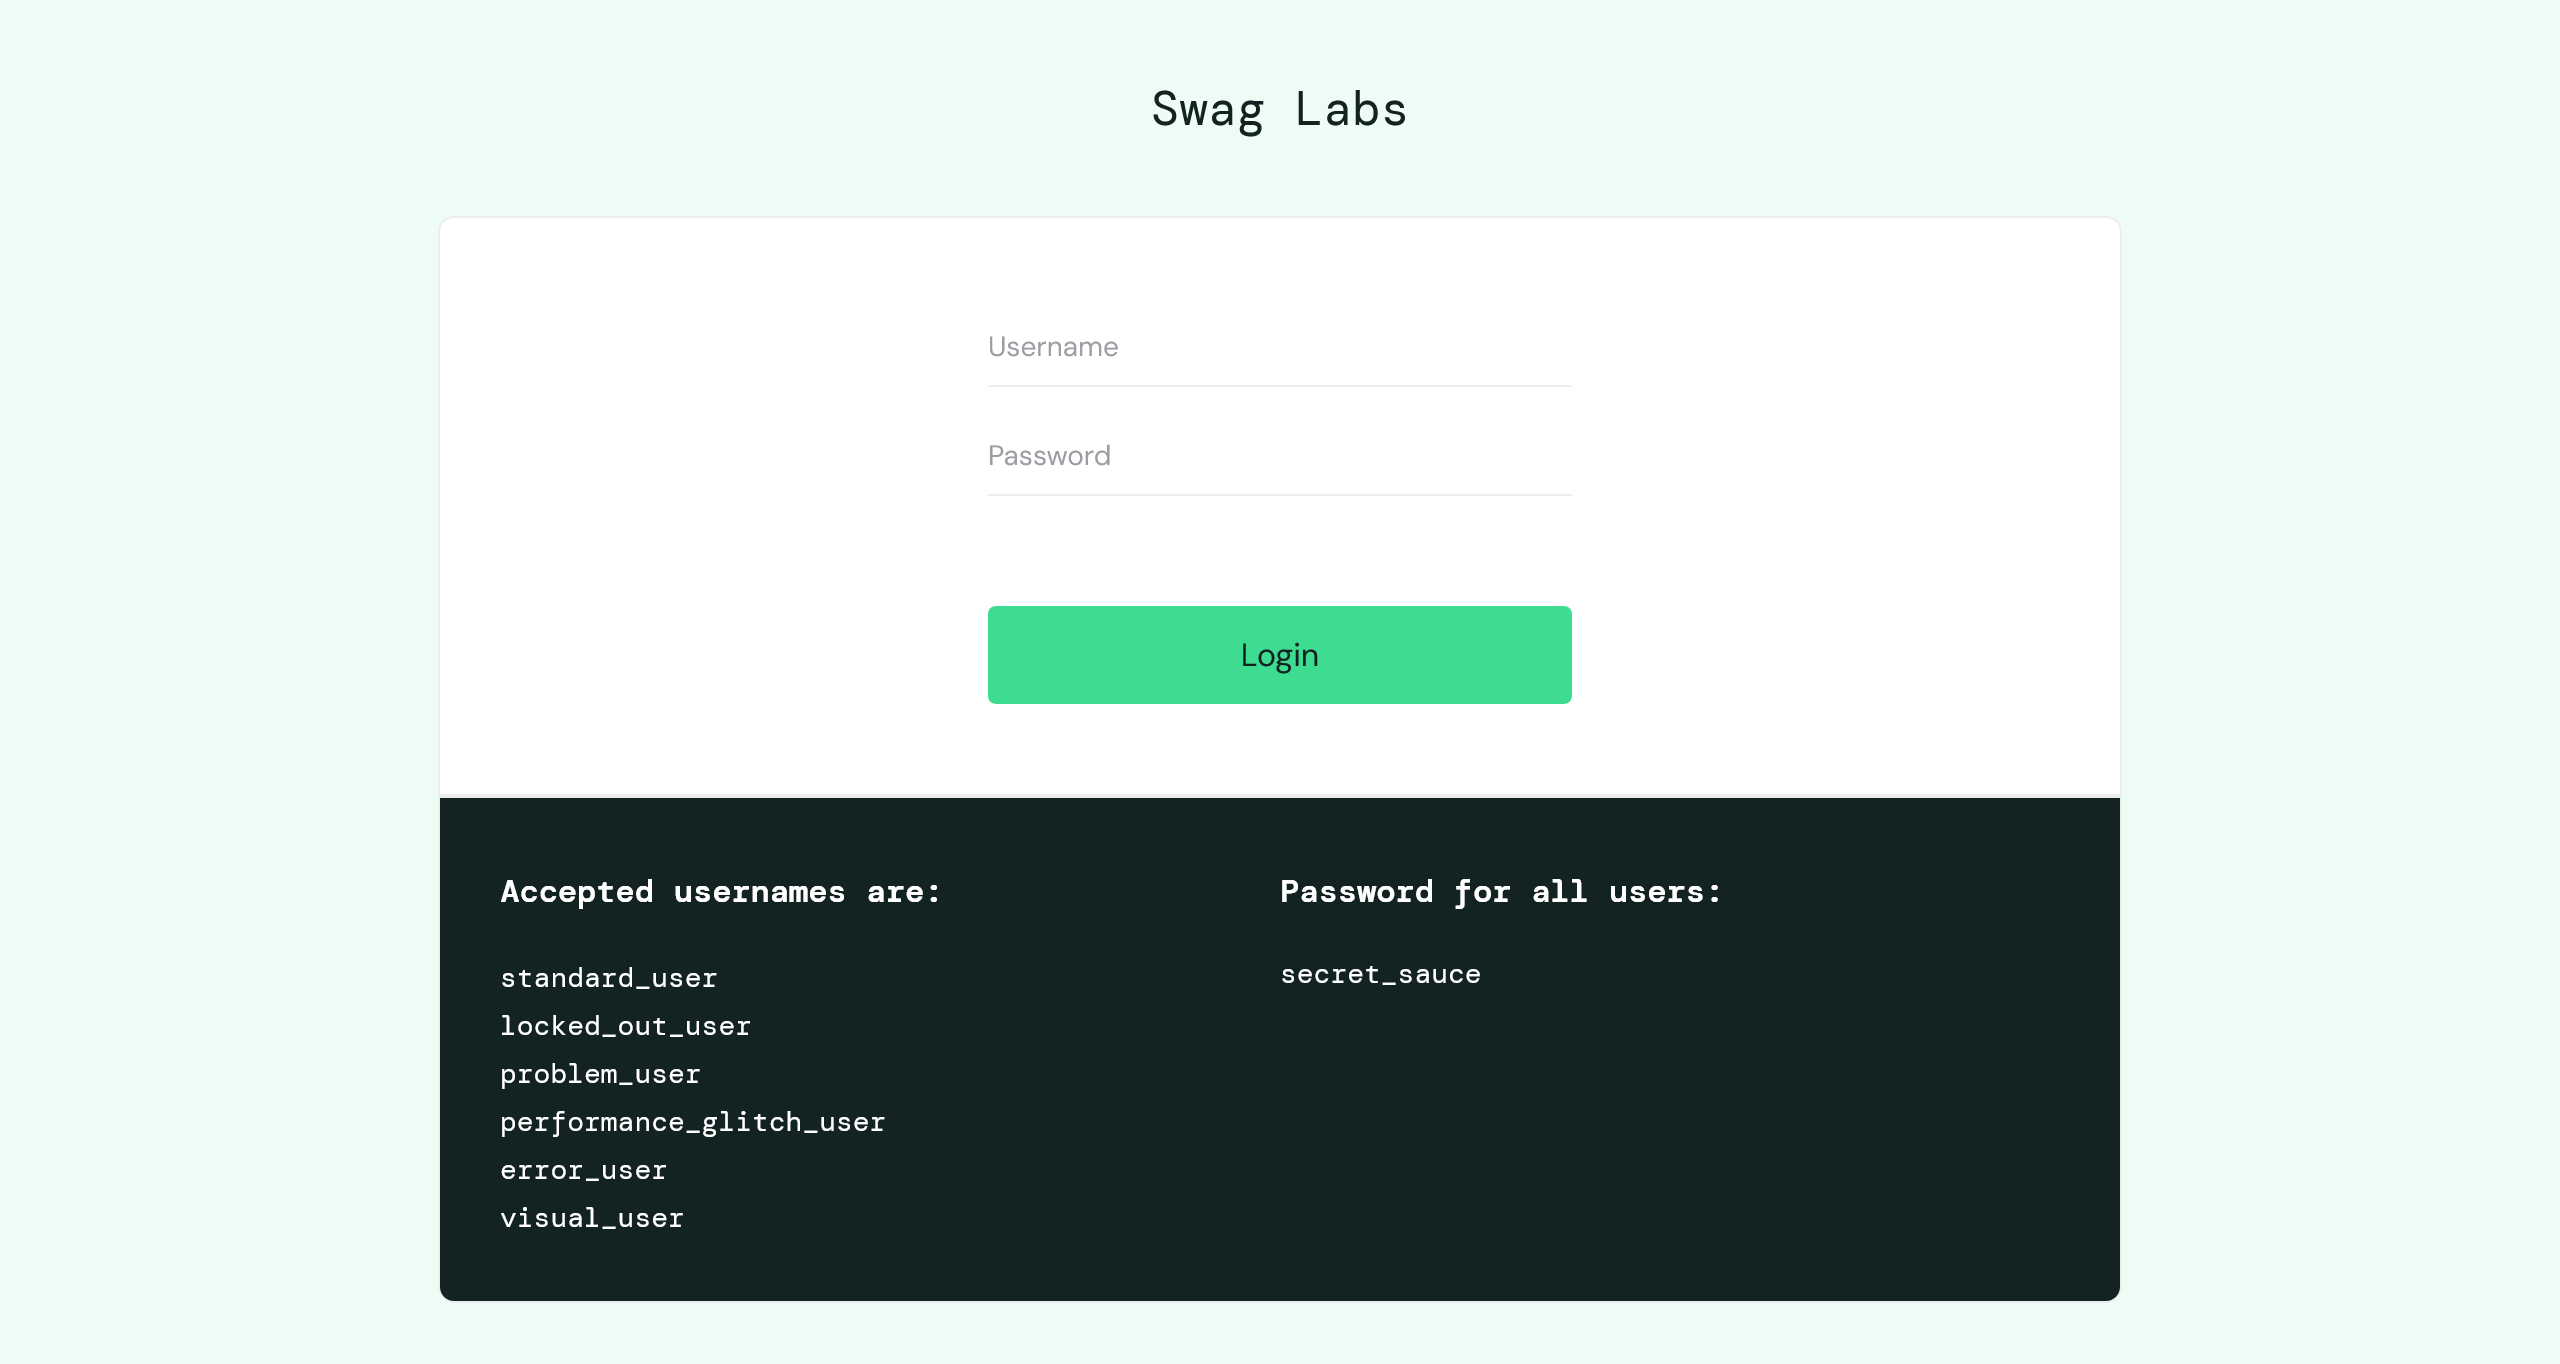 Swag Labs
Username
Password
Login
Accepted usernames are:
standard_user
locked_out_user
problem_user
performance_glitch_user
error_user
visual_user
Password for all users:
secret_sauce